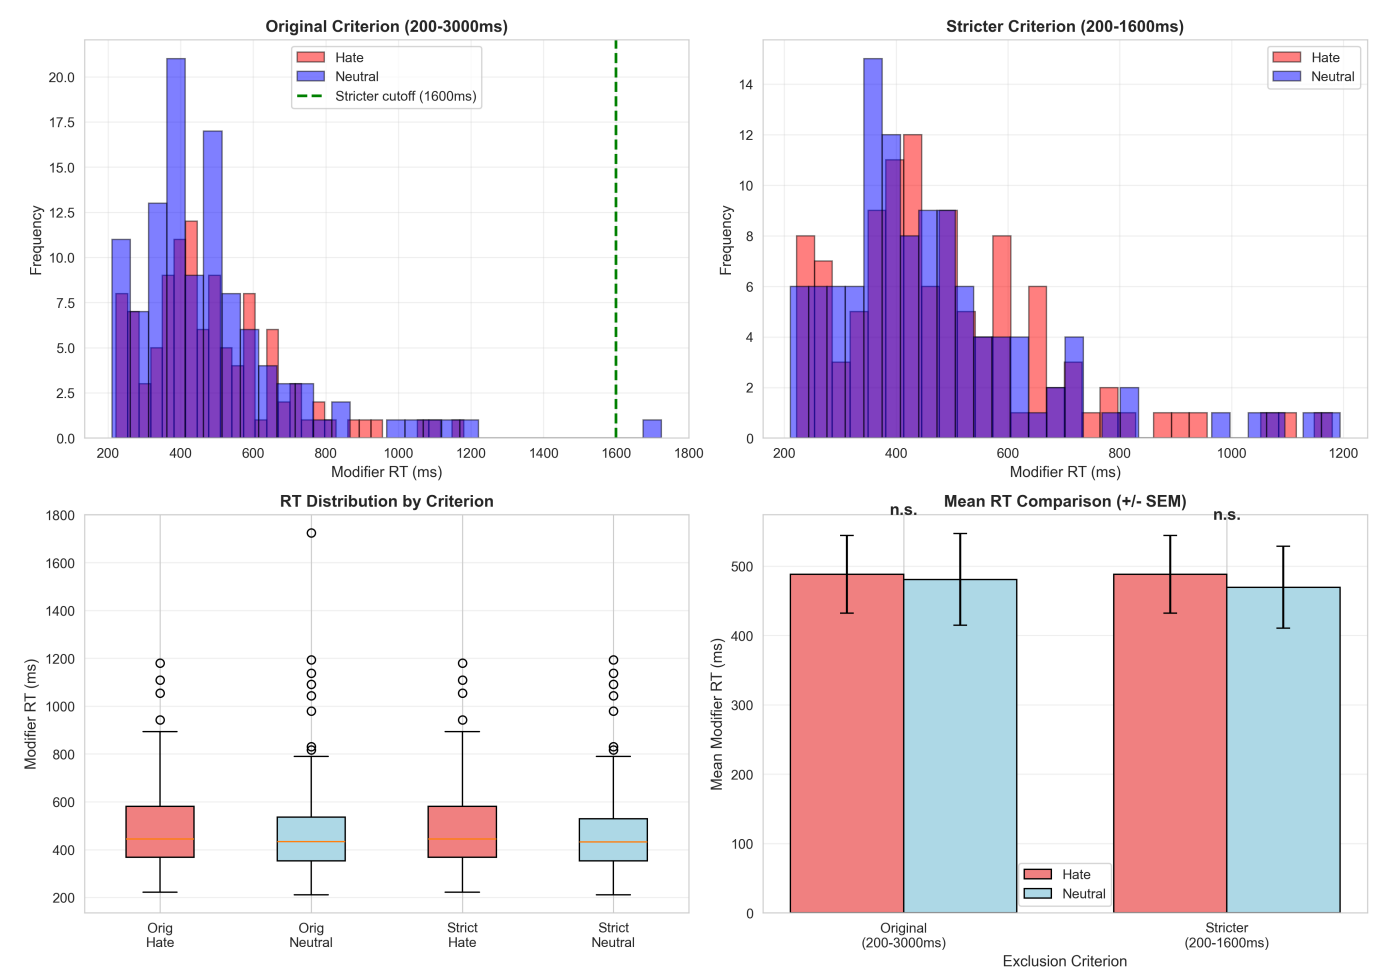 Original Criterion (200-3000ms)
Hate
Neutral
Stricter cutoff (1600ms)
Frequency
20.0
17.5
15.0
12.5
10.0
7.5
5.0
2.5
0.0
200 400 600 800 1000 1200 1400 1600 1800
Modifier RT (ms)
Stricter Criterion (200-1600ms)
Hate
Neutral
Frequency
14
12
10
8
6
4
2
0
200 400 600 800 1000 1200
Modifier RT (ms)
RT Distribution by Criterion
Modifier RT (ms)
1800
1600
1400
1200
1000
800
600
400
200
Orig Orig Strict Strict
Hate Neutral Hate Neutral
Mean RT Comparison (+/- SEM)
n.s. n.s.
Mean Modifier RT (ms)
500
400
300
200
100
0
Hate
Neutral
Original Stricter
(200-3000ms) (200-1600ms)
Exclusion Criterion